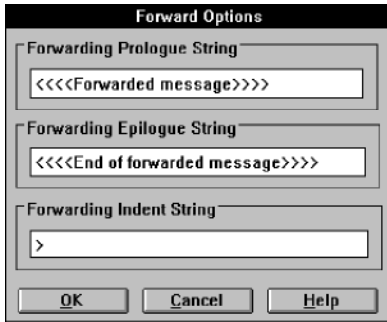 Forward Options
Forwarding Prologue String
<<<<Forwarded message>>>>
Forwarding Epilogue String
<<<<End of forwarded message>>>>
Forwarding Indent String
>
OK Cancel Help